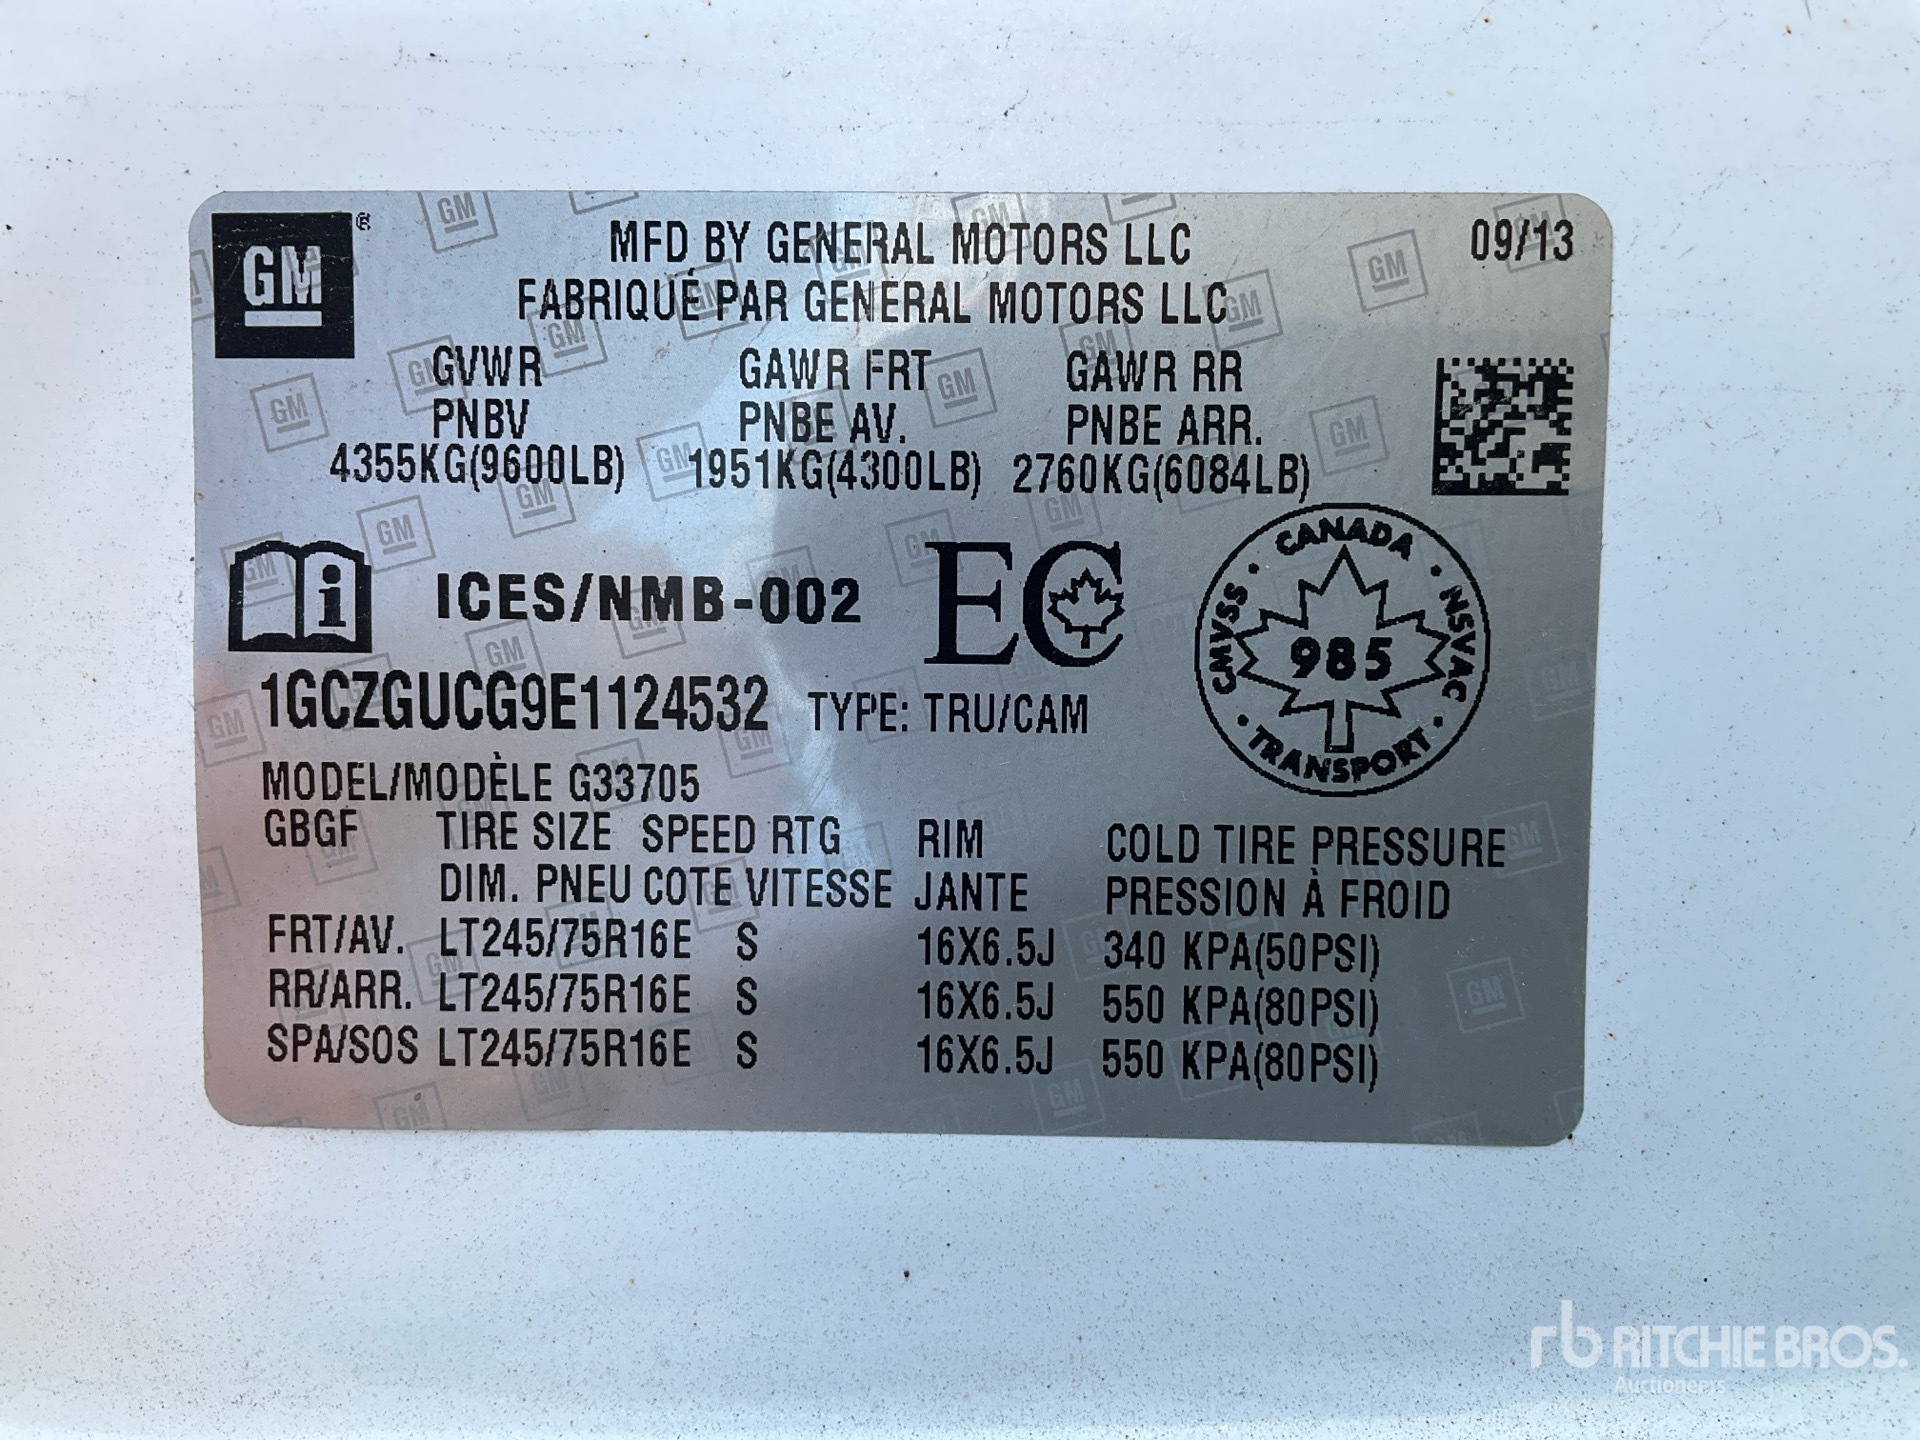 GM ®
MFD BY GENERAL MOTORS LLC 09/13
FABRIQUÉ PAR GENERAL MOTORS LLC
GVWR GAWR FRT GAWR RR
PNBV PNBE AV. PNBE ARR.
4355KG(9600LB) 1951KG(4300LB) 2760KG(6084LB)
ICES/NMB-002 EC
CANADA · NSVAC · TRANSPORT · CMVSS ·
985
1GCZGUCG9E1124532 TYPE: TRU/CAM
MODEL/MODÈLE G33705
GBGF TIRE SIZE SPEED RTG RIM COLD TIRE PRESSURE
DIM. PNEU COTE VITESSE JANTE PRESSION À FROID
FRT/AV. LT245/75R16E S 16X6.5J 340 KPA(50PSI)
RR/ARR. LT245/75R16E S 16X6.5J 550 KPA(80PSI)
SPA/SOS LT245/75R16E S 16X6.5J 550 KPA(80PSI)
rb RITCHIE BROS.
Auctioneers